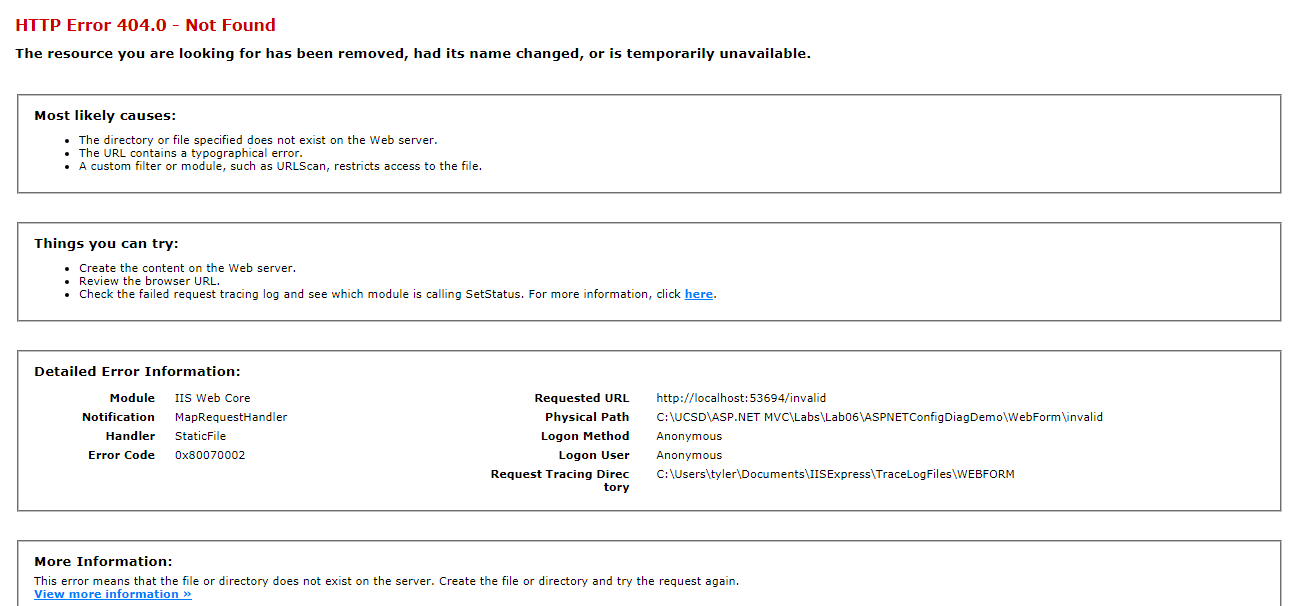 HTTP Error 404.0 - Not Found
The resource you are looking for has been removed, had its name changed, or is temporarily unavailable.
Most likely causes:
• The directory or file specified does not exist on the Web server.
• The URL contains a typographical error.
• A custom filter or module, such as URLScan, restricts access to the file.
Things you can try:
• Create the content on the Web server.
• Review the browser URL.
• Check the failed request tracing log and see which module is calling SetStatus. For more information, click here.
Detailed Error Information:
Module IIS Web Core
Notification MapRequestHandler
Handler StaticFile
Error Code 0x80070002
Requested URL http://localhost:53694/invalid
Physical Path C:\UCSD\ASP.NET MVC\Labs\Lab06\ASPNETConfigDiagDemo\WebForm\invalid
Logon Method Anonymous
Logon User Anonymous
Request Tracing Direc C:\Users\tyler\Documents\IISExpress\TraceLogFiles\WEBFORM
tory
More Information:
This error means that the file or directory does not exist on the server. Create the file or directory and try the request again.
View more information »